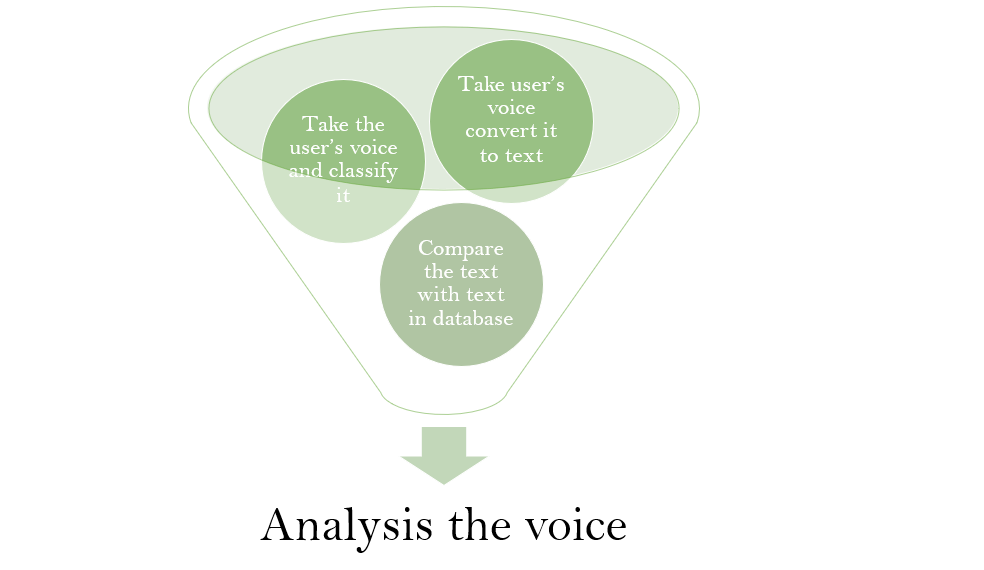 Take user’s
voice
convert it
to text
Take the
user’s voice
and classify
it
Compare
the text
with text
in database
Analysis the voice